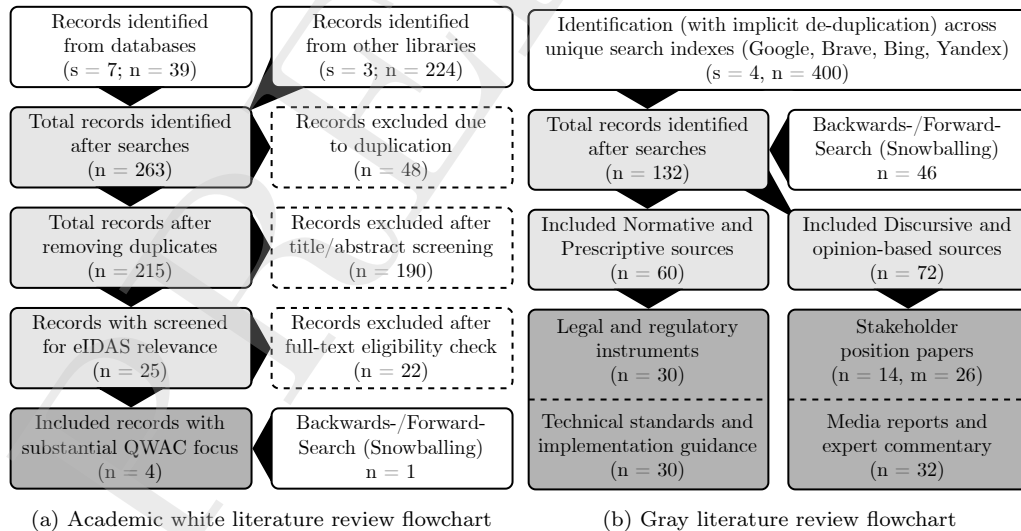 Records identified
from databases
(s = 7; n = 39)
Records identified
from other libraries
(s = 3; n = 224)
Total records identified
after searches
(n = 263)
Records excluded due
to duplication
(n = 48)
Total records after
removing duplicates
(n = 215)
Records excluded after
title/abstract screening
(n = 190)
Records with screened
for eIDAS relevance
(n = 25)
Records excluded after
full-text eligibility check
(n = 22)
Included records with
substantial QWAC focus
(n = 4)
Backwards-/Forward-
Search (Snowballing)
n = 1
(a) Academic white literature review flowchart
Identification (with implicit de-duplication) across
unique search indexes (Google, Brave, Bing, Yandex)
(s = 4, n = 400)
Total records identified
after searches
(n = 132)
Backwards-/Forward-
Search (Snowballing)
n = 46
Included Normative and
Prescriptive sources
(n = 60)
Included Discursive and
opinion-based sources
(n = 72)
Legal and regulatory
instruments
(n = 30)
Stakeholder
position papers
(n = 14, m = 26)
Technical standards and
implementation guidance
(n = 30)
Media reports and
expert commentary
(n = 32)
(b) Gray literature review flowchart